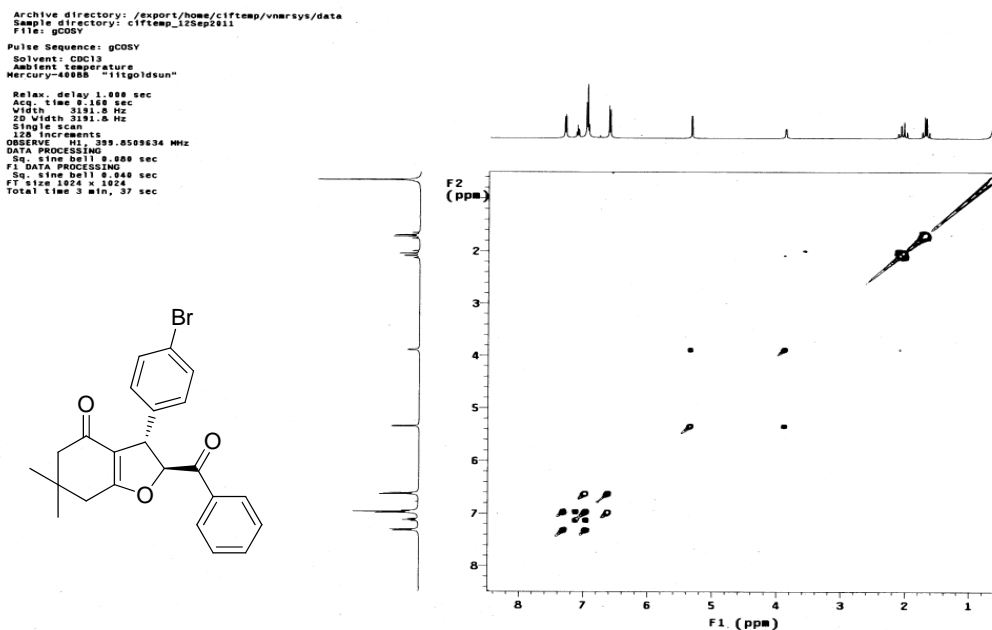 Archive directory: /export/home/ciftemp/vnmrsys/data
Sample directory: ciftemp_12Sep2011
File: gCOSY
Pulse Sequence: gCOSY
Solvent: CDCl3
Ambient temperature
Mercury-400BB "iitgoldsun"
Relax. delay 1.000 sec
Acq. time 0.160 sec
Width 3191.8 Hz
2D Width 3191.8 Hz
Single scan
128 increments
OBSERVE H1, 399.8509634 MHz
DATA PROCESSING
Sq. sine bell 0.080 sec
F1 DATA PROCESSING
Sq. sine bell 0.040 sec
FT size 1024 x 1024
Total time 3 min, 37 sec
F2
(ppm)
2
3
4
5
6
7
8
8 7 6 5 4 3 2 1
F1 (ppm)
Br
O
O
O